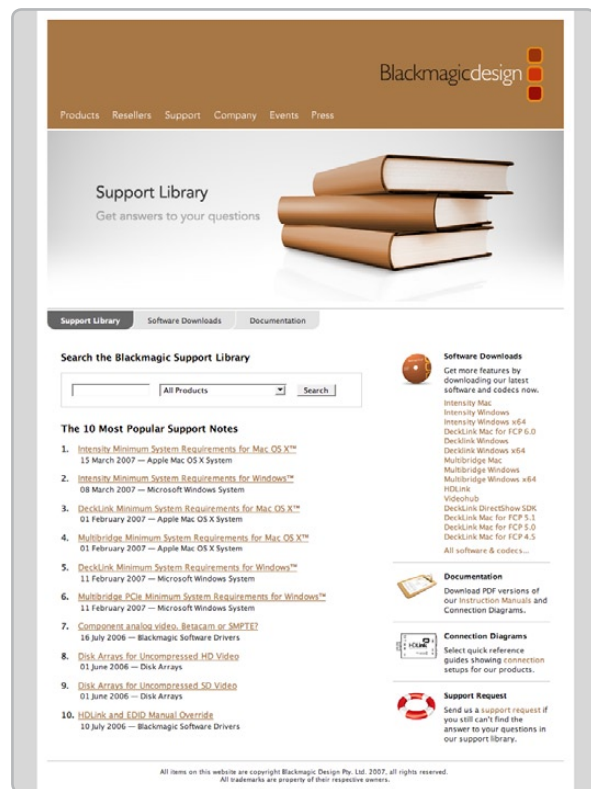 Blackmagicdesign
Products Resellers Support Company Events Press
Support Library
Get answers to your questions
Support Library Software Downloads Documentation
Search the Blackmagic Support Library
All Products Search
The 10 Most Popular Support Notes
1. Intensity Minimum System Requirements for Mac OS X™
15 March 2007 — Apple Mac OS X System
2. Intensity Minimum System Requirements for Windows™
08 March 2007 — Microsoft Windows System
3. DeckLink Minimum System Requirements for Mac OS X™
01 February 2007 — Apple Mac OS X System
4. Multibridge Minimum System Requirements for Mac OS X™
01 February 2007 — Apple Mac OS X System
5. DeckLink Minimum System Requirements for Windows™
11 February 2007 — Microsoft Windows System
6. Multibridge PCIe Minimum System Requirements for Windows™
11 February 2007 — Microsoft Windows System
7. Component analog video. Betacam or SMPTE?
16 July 2006 — Blackmagic Software Drivers
8. Disk Arrays for Uncompressed HD Video
01 June 2006 — Disk Arrays
9. Disk Arrays for Uncompressed SD Video
01 June 2006 — Disk Arrays
10. HDLink and EDID Manual Override
10 July 2006 — Blackmagic Software Drivers
Software Downloads
Get more features by
downloading our latest
software and codecs now.
Intensity Mac
Intensity Windows
Intensity Windows x64
DeckLink Mac for FCP 6.0
Decklink Windows
Decklink Windows x64
Multibridge Mac
Multibridge Windows
Multibridge Windows x64
HDLink
Videohub
DeckLink DirectShow SDK
DeckLink Mac for FCP 5.1
DeckLink Mac for FCP 5.0
DeckLink Mac for FCP 4.5
All software & codecs...
Documentation
Download PDF versions of
our Instruction Manuals and
Connection Diagrams.
HDLink
Connection Diagrams
Select quick reference
guides showing connection
setups for our products.
Support Request
Send us a support request if
you still can't find the
answer to your questions in
our support library.
All items on this website are copyright Blackmagic Design Pty. Ltd. 2007, all rights reserved.
All trademarks are property of their respective owners.